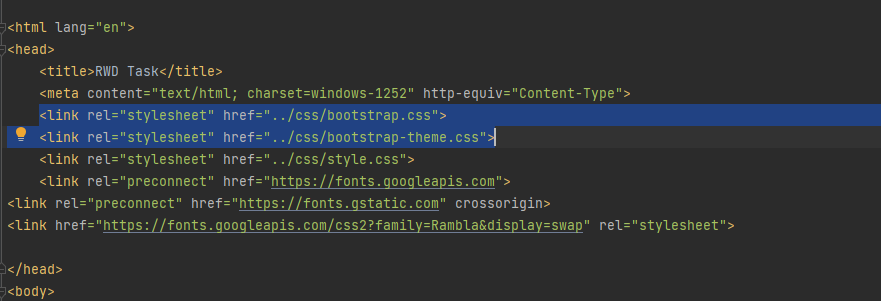 <html lang="en">
<head>
    <title>RWD Task</title>
    <meta content="text/html; charset=windows-1252" http-equiv="Content-Type">
    <link rel="stylesheet" href="../css/bootstrap.css">
    <link rel="stylesheet" href="../css/bootstrap-theme.css">
    <link rel="stylesheet" href="../css/style.css">
    <link rel="preconnect" href="https://fonts.googleapis.com">
<link rel="preconnect" href="https://fonts.gstatic.com" crossorigin>
<link href="https://fonts.googleapis.com/css2?family=Rambla&display=swap" rel="stylesheet">
</head>
<body>